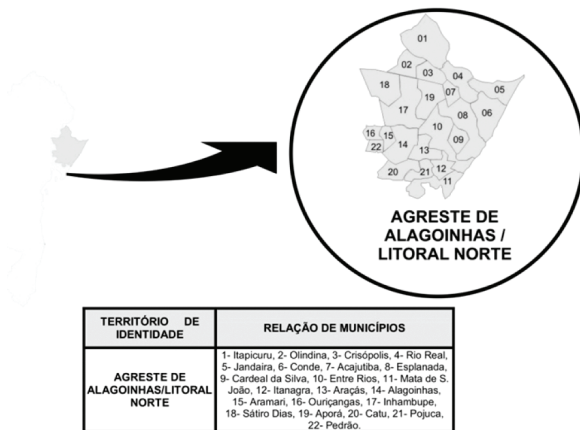 01
02
03
04
18
05
19
07
17
06
08
10
16
15
09
14
22
13
12
20
21
11
AGRESTE DE
ALAGOINHAS /
LITORAL NORTE
TERRITÓRIO DE
IDENTIDADE
RELAÇÃO DE MUNICÍPIOS
AGRESTE DE
ALAGOINHAS/LITORAL
NORTE
1- Itapicuru, 2- Olindina, 3- Crisópolis, 4- Rio Real,
5- Jandaira, 6- Conde, 7- Acajutiba, 8- Esplanada,
9- Cardeal da Silva, 10- Entre Rios, 11- Mata de S.
João, 12- Itanagra, 13- Araçás, 14- Alagoinhas,
15- Aramari, 16- Ouriçangas, 17- Inhambupe,
18- Sátiro Dias, 19- Aporá, 20- Catu, 21- Pojuca,
22- Pedrão.